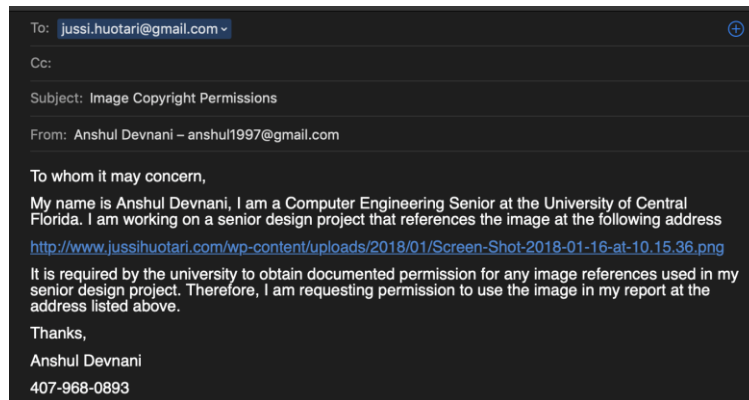 To: jussi.huotari@gmail.com
Cc:
Subject: Image Copyright Permissions
From: Anshul Devnani – anshul1997@gmail.com
To whom it may concern,
My name is Anshul Devnani, I am a Computer Engineering Senior at the University of Central
Florida. I am working on a senior design project that references the image at the following address
http://www.jussihuotari.com/wp-content/uploads/2018/01/Screen-Shot-2018-01-16-at-10.15.36.png
It is required by the university to obtain documented permission for any image references used in my
senior design project. Therefore, I am requesting permission to use the image in my report at the
address listed above.
Thanks,
Anshul Devnani
407-968-0893